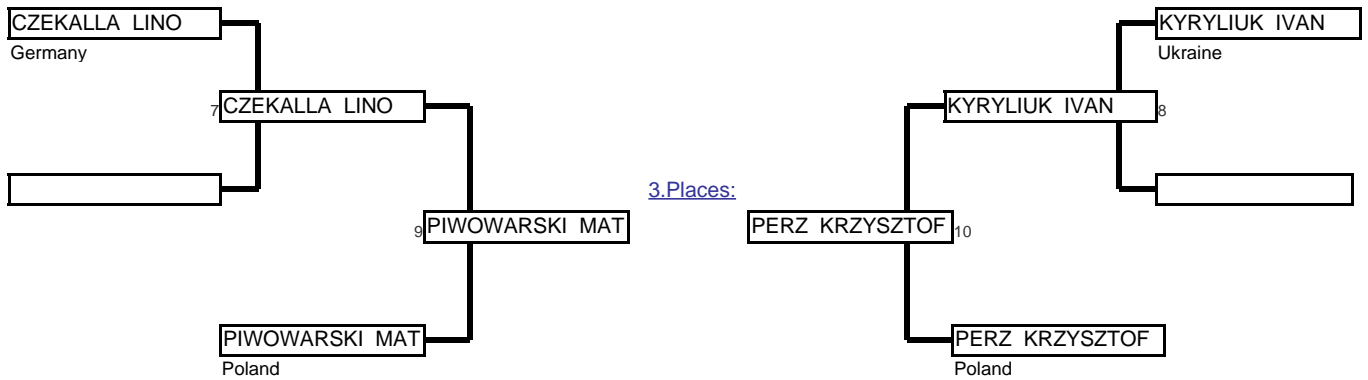 CZEKALLA LINO
KYRYLIUK IVAN
Germany
Ukraine
7 CZEKALLA LINO
KYRYLIUK IVAN 8
3.Places:
9 PIWOWARSKI MAT
PERZ KRZYSZTOF 10
PIWOWARSKI MAT
PERZ KRZYSZTOF
Poland
Poland